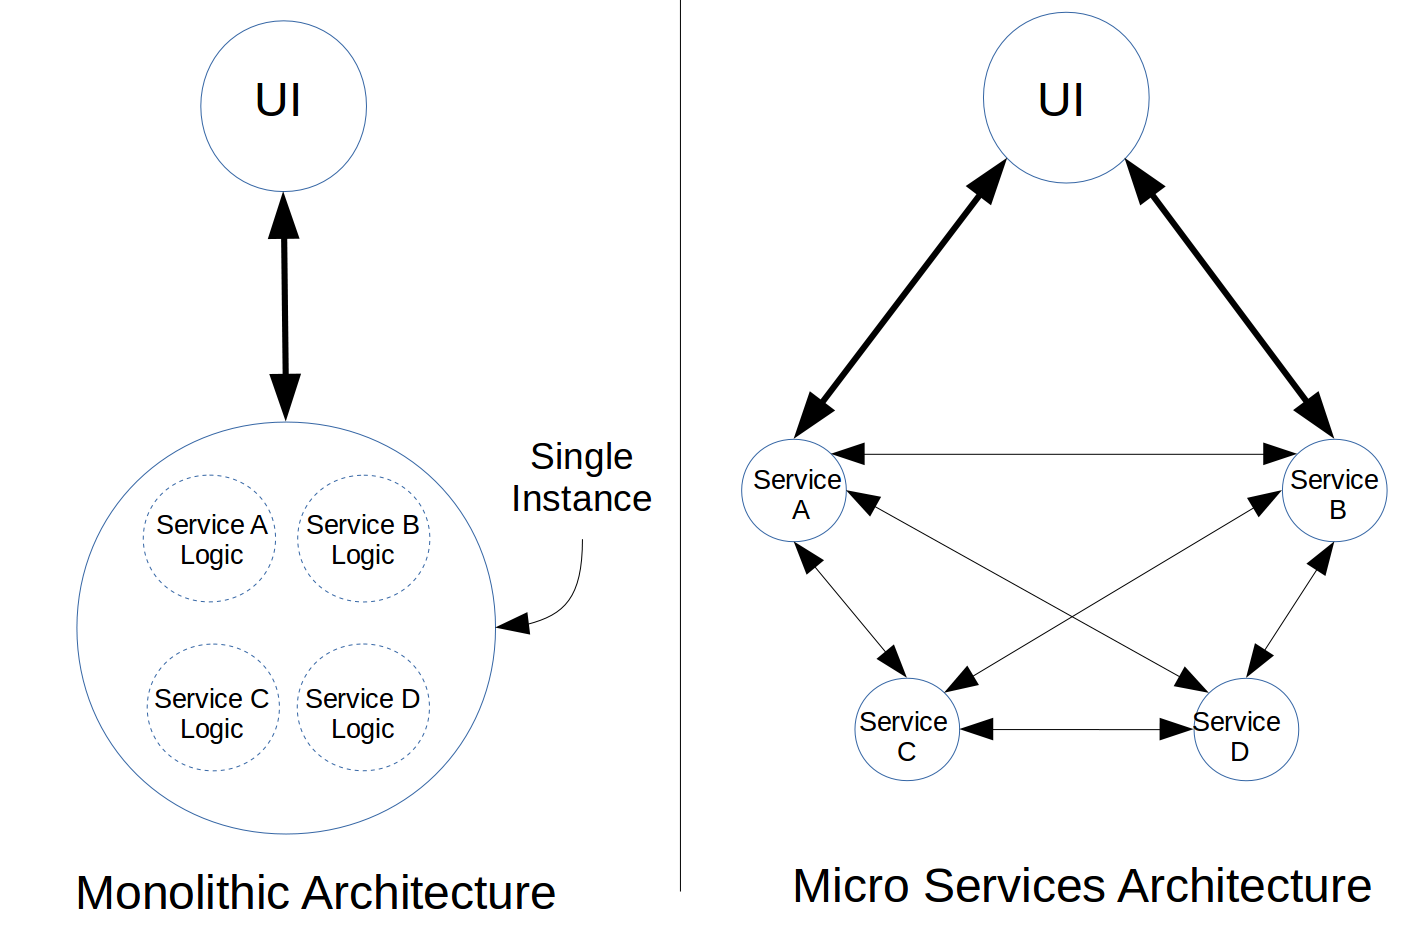 UI
Single
Instance
Service A
Logic
Service B
Logic
Service C
Logic
Service D
Logic
Monolithic Architecture
UI
Service
A
Service
B
Service
C
Service
D
Micro Services Architecture